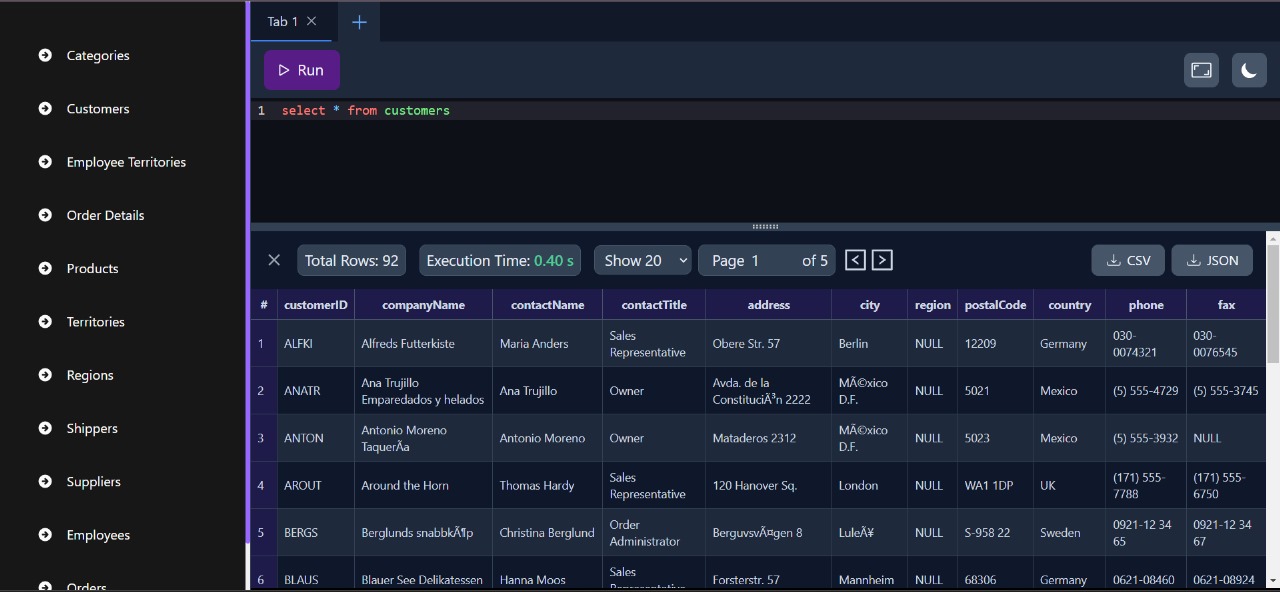 Categories
Customers
Employee Territories
Order Details
Products
Territories
Regions
Shippers
Suppliers
Employees
Orders
Tab 1
Run
1 select * from customers
Total Rows: 92 Execution Time: 0.40 s Show 20 Page 1 of 5 CSV JSON
# customerID companyName contactName contactTitle address city region postalCode country phone fax
1 ALFKI Alfreds Futterkiste Maria Anders Sales Representative Obere Str. 57 Berlin NULL 12209 Germany 030-0074321 030-0076545
2 ANATR Ana Trujillo Emparedados y helados Ana Trujillo Owner Avda. de la ConstituciÃ³n 2222 MÃ©xico D.F. NULL 5021 Mexico (5) 555-4729 (5) 555-3745
3 ANTON Antonio Moreno TaquerÃa Antonio Moreno Owner Mataderos 2312 MÃ©xico D.F. NULL 5023 Mexico (5) 555-3932 NULL
4 AROUT Around the Horn Thomas Hardy Sales Representative 120 Hanover Sq. London NULL WA1 1DP UK (171) 555-7788 (171) 555-6750
5 BERGS Berglunds snabbkÃ¶p Christina Berglund Order Administrator BerguvsvÃ¤gen 8 LuleÃ¥ NULL S-958 22 Sweden 0921-12 34 65 0921-12 34 67
6 BLAUS Blauer See Delikatessen Hanna Moos Sales Representative Forsterstr. 57 Mannheim NULL 68306 Germany 0621-08460 0621-08924